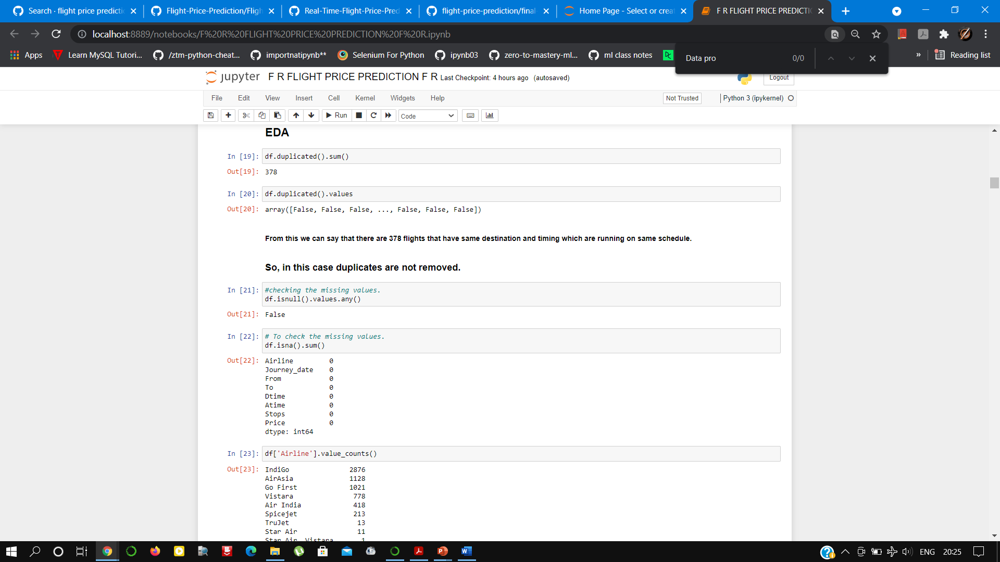 Search · flight price predictic
Flight-Price-Prediction/Fligh
Real-Time-Flight-Price-Pred
flight-price-prediction/final
Home Page - Select or creat
F R FLIGHT PRICE PREDICTIO
localhost:8889/notebooks/F%20R%20FLIGHT%20PRICE%20PREDICTION%20F%20R.ipynb
Apps
Learn MySQL Tutori...
/ztm-python-cheat...
importnatipynb**
Selenium For Python
ipynb03
zero-to-mastery-ml...
ml class notes
DC
»
Reading list
Data pro
0/0
jupyter
F R FLIGHT PRICE PREDICTION F R Last Checkpoint: 4 hours ago (autosaved)
Logout
File
Edit
View
Insert
Cell
Kernel
Widgets
Help
Not Trusted
Python 3 (ipykernel)
Run
Code
EDA
In [19]: df.duplicated().sum()
Out[19]: 378
In [20]: df.duplicated().values
Out[20]: array([False, False, False, ..., False, False, False])
From this we can say that there are 378 flights that have same destination and timing which are running on same schedule.
So, in this case duplicates are not removed.
In [21]: #checking the missing values.
df.isnull().values.any()
Out[21]: False
In [22]: # To check the missing values.
df.isna().sum()
Out[22]: Airline 0
Journey_date 0
From 0
To 0
Dtime 0
Atime 0
Stops 0
Price 0
dtype: int64
In [23]: df['Airline'].value_counts()
Out[23]: IndiGo 2876
AirAsia 1128
Go First 1021
Vistara 778
Air India 418
Spicejet 213
TruJet 13
Star Air 11
Star Air, Vistara 1
ENG
20:25